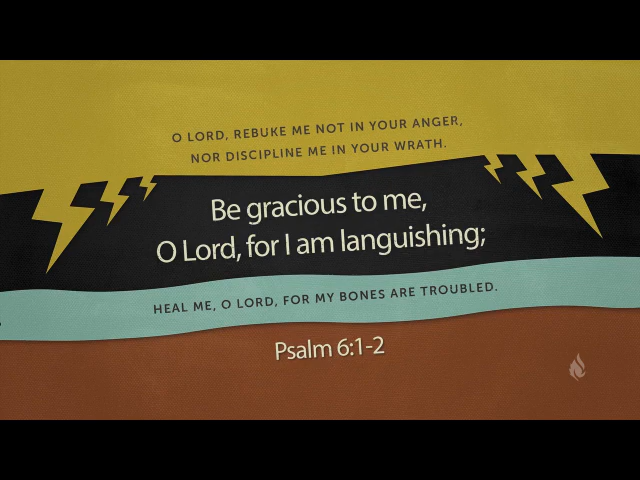 O LORD, REBUKE ME NOT IN YOUR ANGER,
NOR DISCIPLINE ME IN YOUR WRATH.
Be gracious to me,
O Lord, for I am languishing;
HEAL ME, O LORD, FOR MY BONES ARE TROUBLED.
Psalm 6:1-2